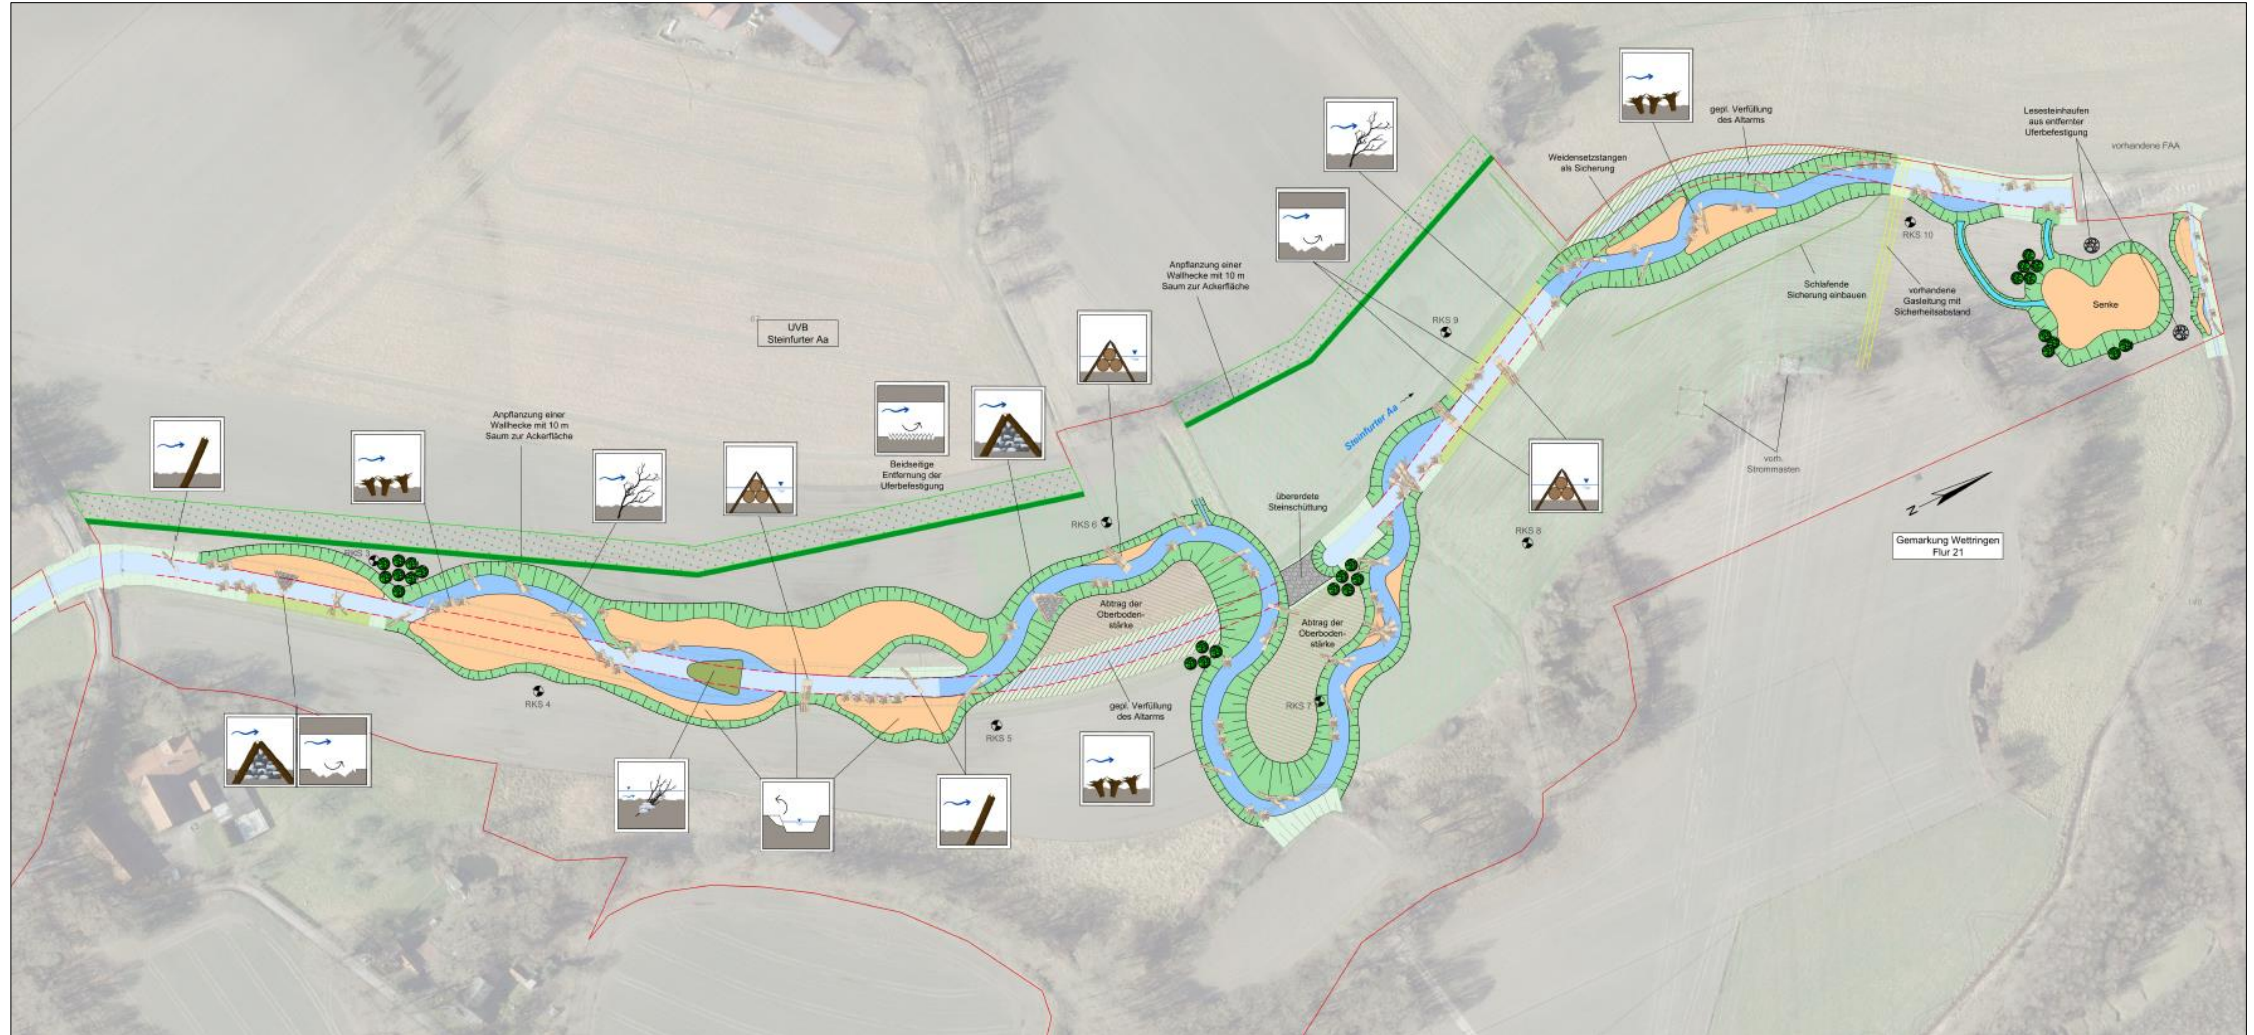 gepl. Verfüllung
des Altarms
Lesesteinhaufen
aus entfernter
Uferbefestigung
vorhandene FAA
Weidensetzstangen
als Sicherung
RKS 10
Anpflanzung einer
Wallhecke mit 10 m
Saum zur Ackerfläche
Schlafende
Sicherung einbauen
vorhandene
Gasleitung mit
Sicherheitsabstand
Senke
RKS 9
UVB
Steinfurter Aa
Steinfurter Aa
Anpflanzung einer
Wallhecke mit 10 m
Saum zur Ackerfläche
Beidseitige
Entfernung der
Uferbefestigung
vorh.
Strommasten
übererdete
Steinschüttung
RKS 6
RKS 8
N
Gemarkung Wettringen
Flur 21
RKS 3
Abtrag der
Oberboden-
stärke
Abtrag der
Oberboden-
stärke
RKS 4
RKS 7
gepl. Verfüllung
des Altarms
RKS 5